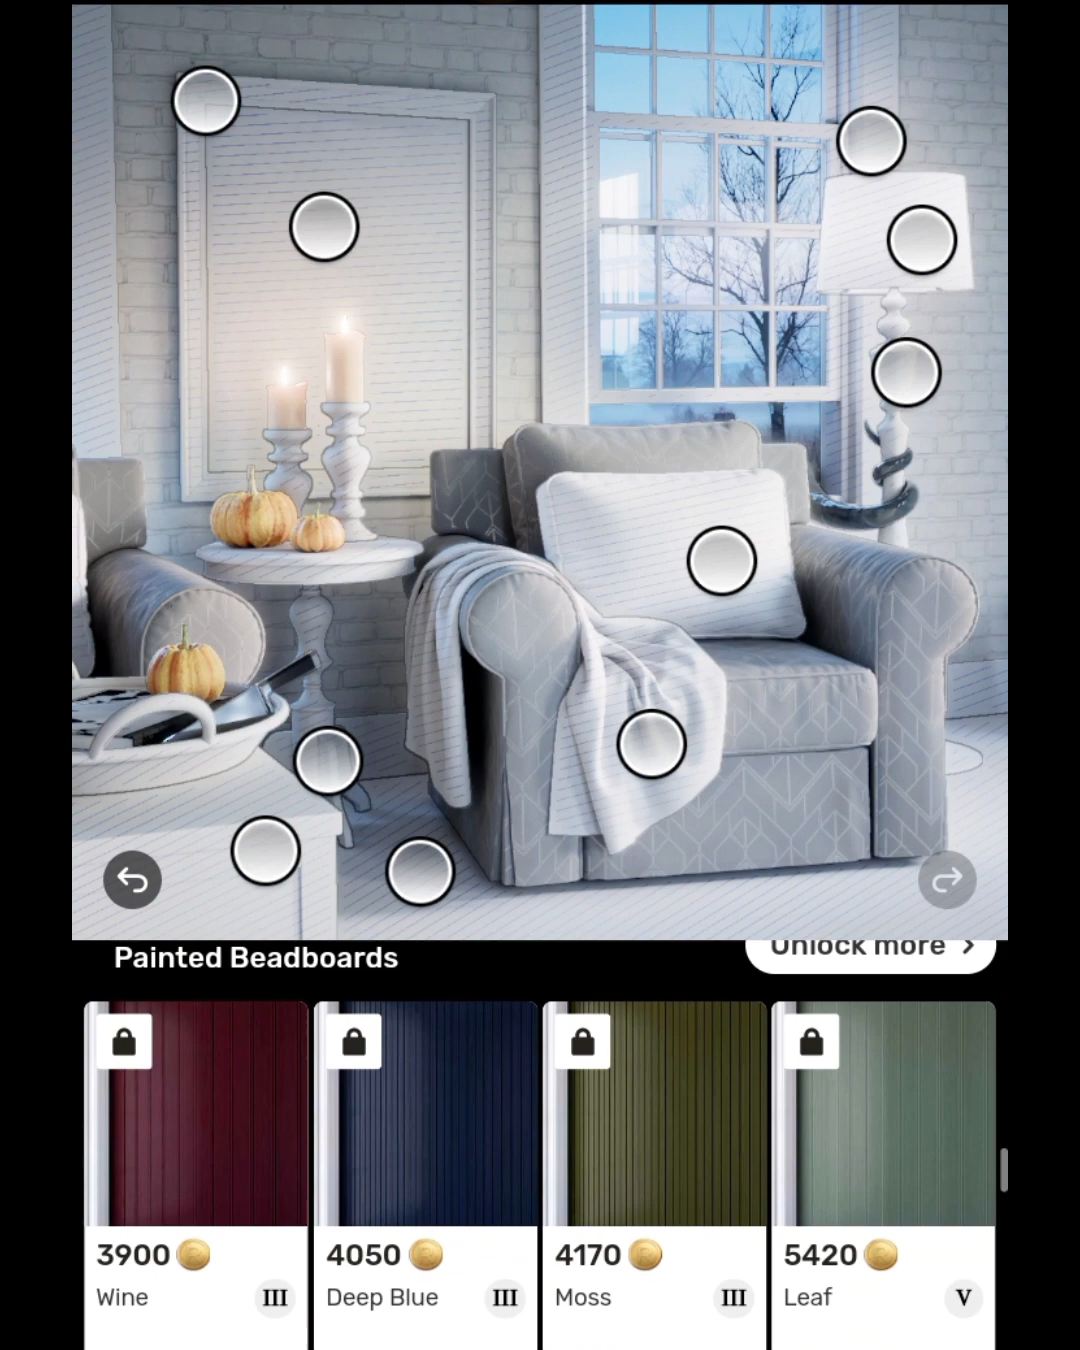 Painted Beadboards
Unlock more
3900
4050
4170
5420
Wine III
Deep Blue III
Moss III
Leaf V